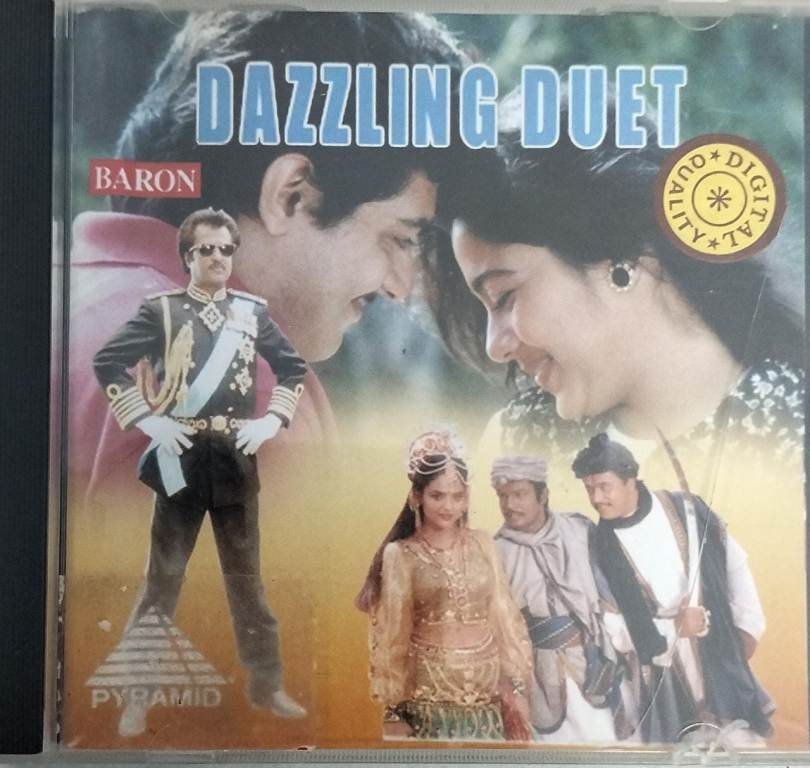 DAZZLING DUET
BARON
DIGITAL
QUALITY
PYRAMID